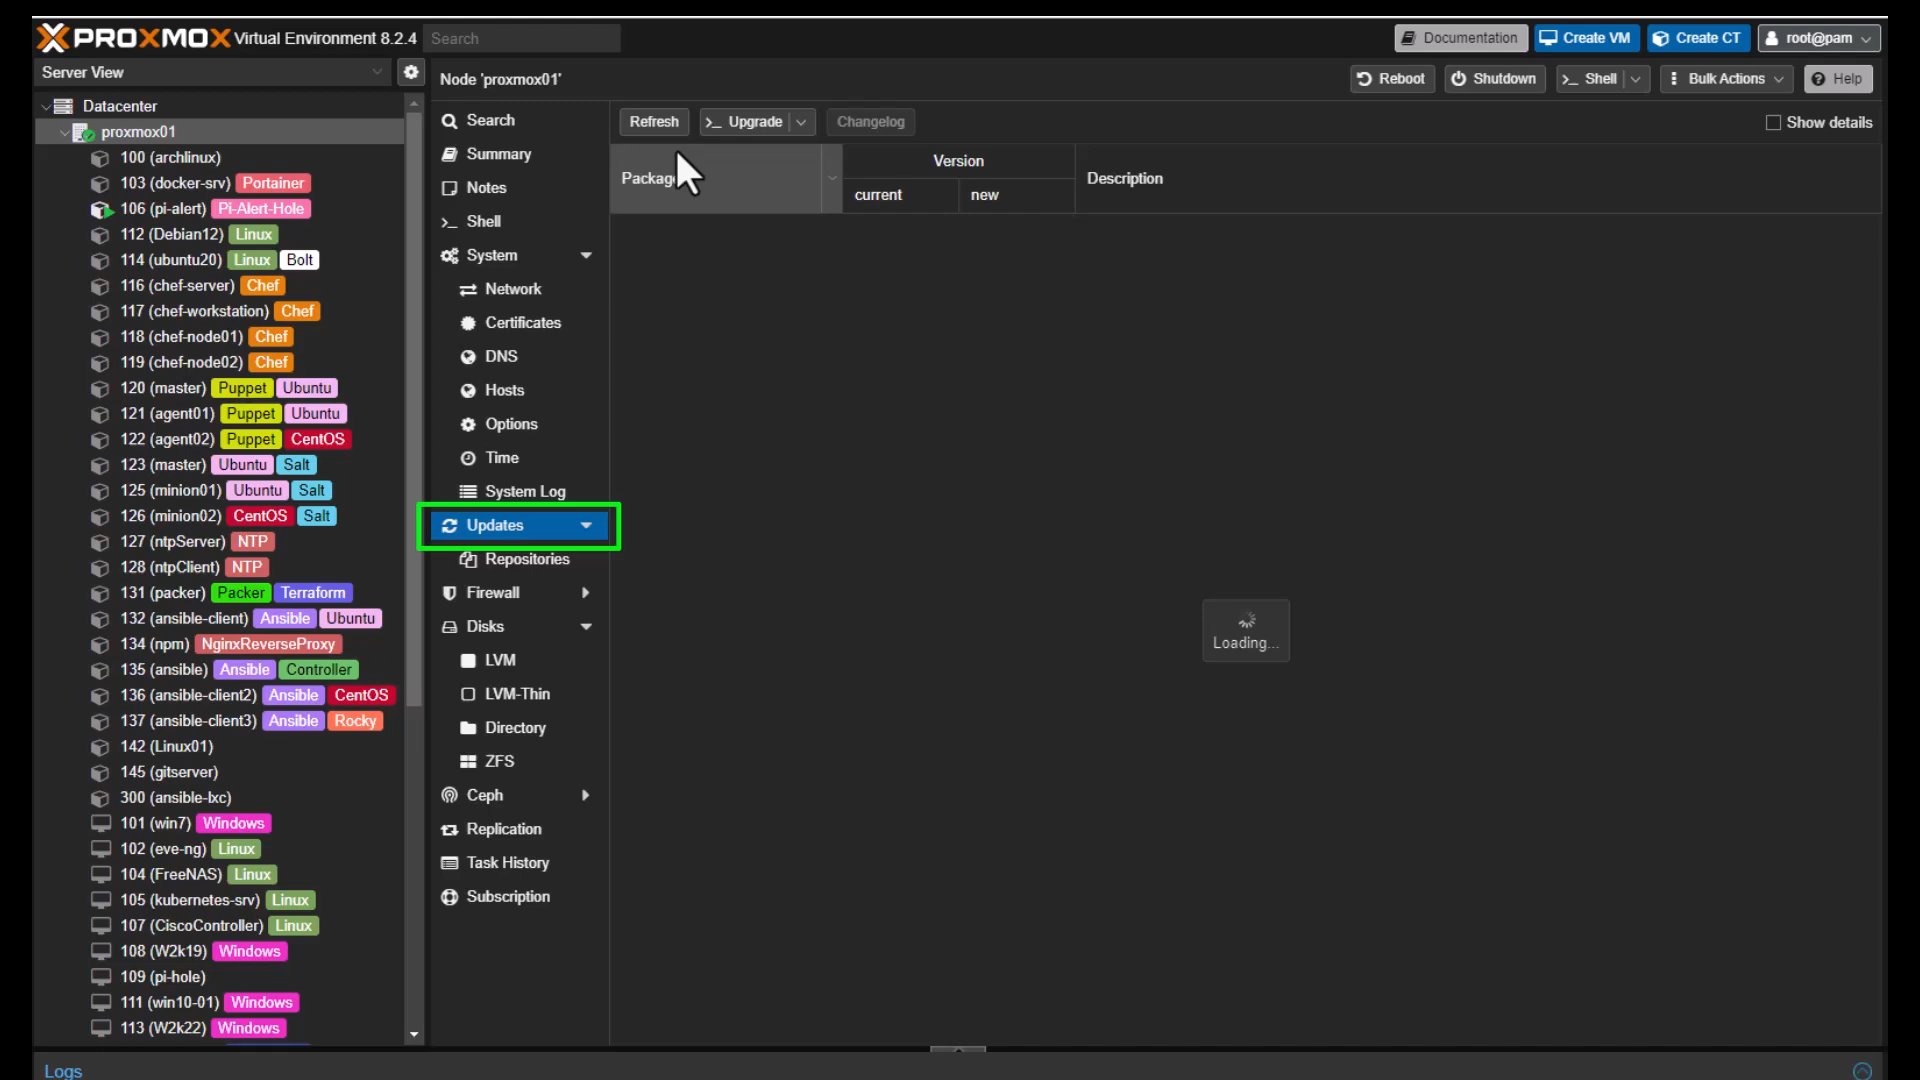 PROXMOX Virtual Environment 8.2.4 Search Documentation Create VM Create CT root@pam
Server View
Node 'proxmox01' Reboot Shutdown >_ Shell Bulk Actions Help
Datacenter
proxmox01
100 (archlinux)
103 (docker-srv) Portainer
106 (pi-alert) Pi-Alert-Hole
112 (Debian12) Linux
114 (ubuntu20) Linux Bolt
116 (chef-server) Chef
117 (chef-workstation) Chef
118 (chef-node01) Chef
119 (chef-node02) Chef
120 (master) Puppet Ubuntu
121 (agent01) Puppet Ubuntu
122 (agent02) Puppet CentOS
123 (master) Ubuntu Salt
125 (minion01) Ubuntu Salt
126 (minion02) CentOS Salt
127 (ntpServer) NTP
128 (ntpClient) NTP
131 (packer) Packer Terraform
132 (ansible-client) Ansible Ubuntu
134 (npm) NginxReverseProxy
135 (ansible) Ansible Controller
136 (ansible-client2) Ansible CentOS
137 (ansible-client3) Ansible Rocky
142 (Linux01)
145 (gitserver)
300 (ansible-lxc)
101 (win7) Windows
102 (eve-ng) Linux
104 (FreeNAS) Linux
105 (kubernetes-srv) Linux
107 (CiscoController) Linux
108 (W2k19) Windows
109 (pi-hole)
111 (win10-01) Windows
113 (W2k22) Windows
Search
Summary
Notes
>_ Shell
System
Network
Certificates
DNS
Hosts
Options
Time
System Log
Updates
Repositories
Firewall
Disks
LVM
LVM-Thin
Directory
ZFS
Ceph
Replication
Task History
Subscription
Refresh >_ Upgrade Changelog Show details
Packag Version Description
current new
Loading...
Logs